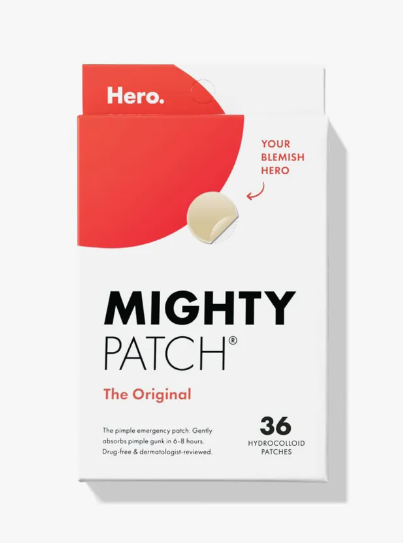 Hero.
YOUR
BLEMISH
HERO
MIGHTY
PATCH®
The Original
The pimple emergency patch. Gently
absorbs pimple gunk in 6-8 hours.
Drug-free & dermatologist-reviewed.
36
HYDROCOLLOID
PATCHES